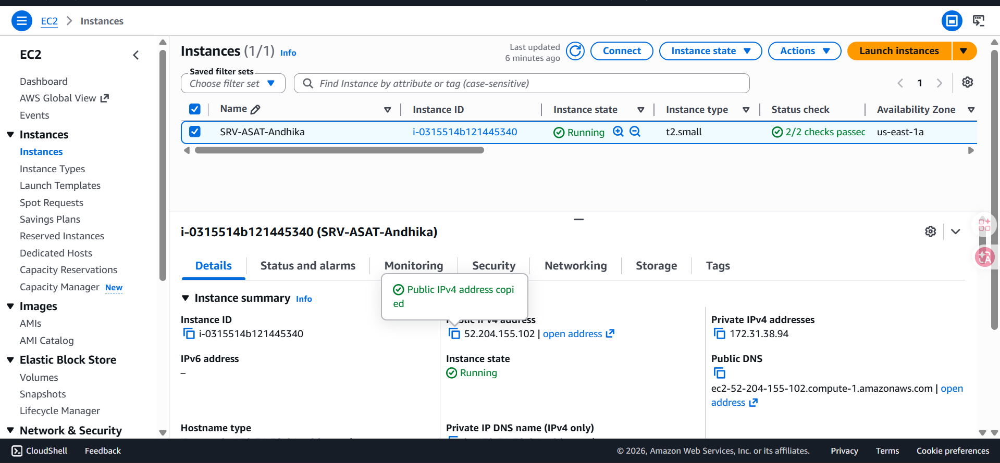 EC2 > Instances
EC2
Dashboard
AWS Global View
Events
Instances
Instances
Instance Types
Launch Templates
Spot Requests
Savings Plans
Reserved Instances
Dedicated Hosts
Capacity Reservations
Capacity Manager New
Images
AMIs
AMI Catalog
Elastic Block Store
Volumes
Snapshots
Lifecycle Manager
Network & Security
Instances (1/1) Info
Last updated
6 minutes ago
Connect
Instance state
Actions
Launch instances
Saved filter sets
Choose filter set
Find Instance by attribute or tag (case-sensitive)
1
Name Instance ID Instance state Instance type Status check Availability Zone
SRV-ASAT-Andhika i-0315514b121445340 Running t2.small 2/2 checks passec us-east-1a
i-0315514b121445340 (SRV-ASAT-Andhika)
Details Status and alarms Monitoring Security Networking Storage Tags
Public IPv4 address copi
ed
Instance summary Info
Instance ID
i-0315514b121445340
address
52.204.155.102 | open address
Private IPv4 addresses
172.31.38.94
IPv6 address
–
Instance state
Running
Public DNS
ec2-52-204-155-102.compute-1.amazonaws.com | open
address
Hostname type
Private IP DNS name (IPv4 only)
CloudShell Feedback
© 2026, Amazon Web Services, Inc. or its affiliates. Privacy Terms Cookie preferences